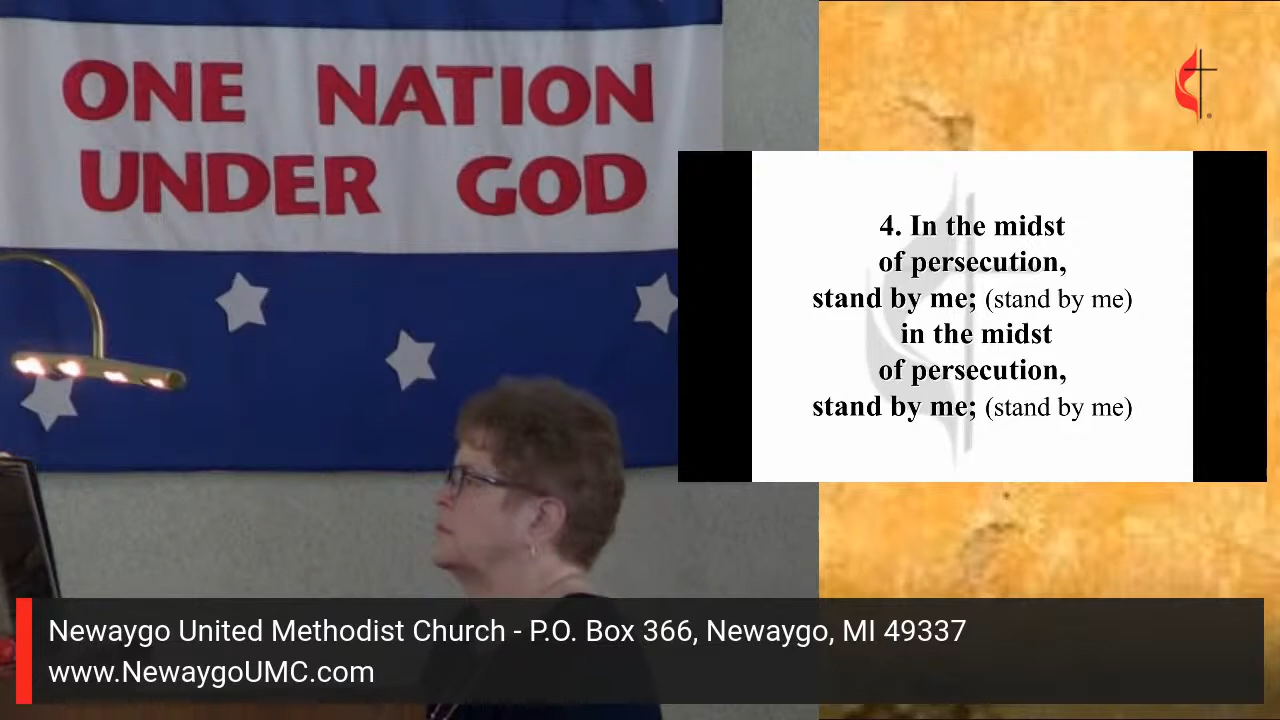 ONE NATION
UNDER GOD
4. In the midst
of persecution,
stand by me; (stand by me)
in the midst
of persecution,
stand by me; (stand by me)
Newaygo United Methodist Church - P.O. Box 366, Newaygo, MI 49337
www.NewaygoUMC.com